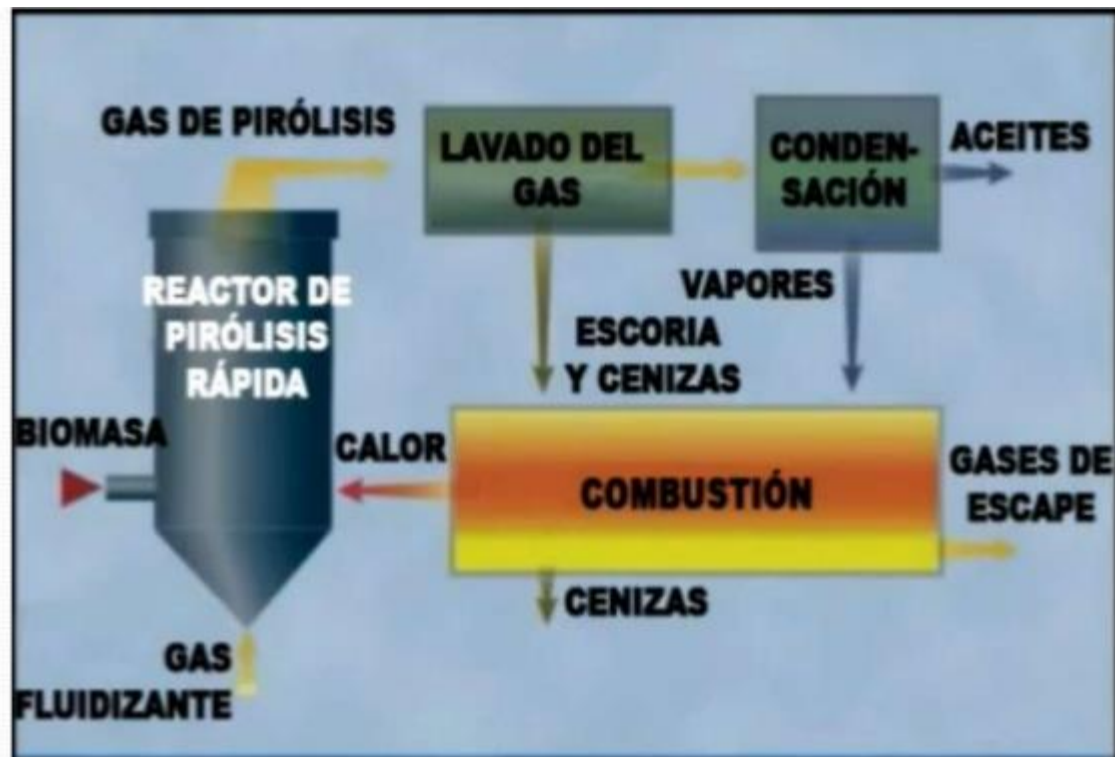 GAS DE PIRÓLISIS
LAVADO DEL
GAS
CONDEN-
SACIÓN
ACEITES
REACTOR DE
PIRÓLISIS
RÁPIDA
VAPORES
ESCORIA
Y CENIZAS
BIOMASA
CALOR
COMBUSTIÓN
GASES DE
ESCAPE
CENIZAS
GAS
FLUIDIZANTE